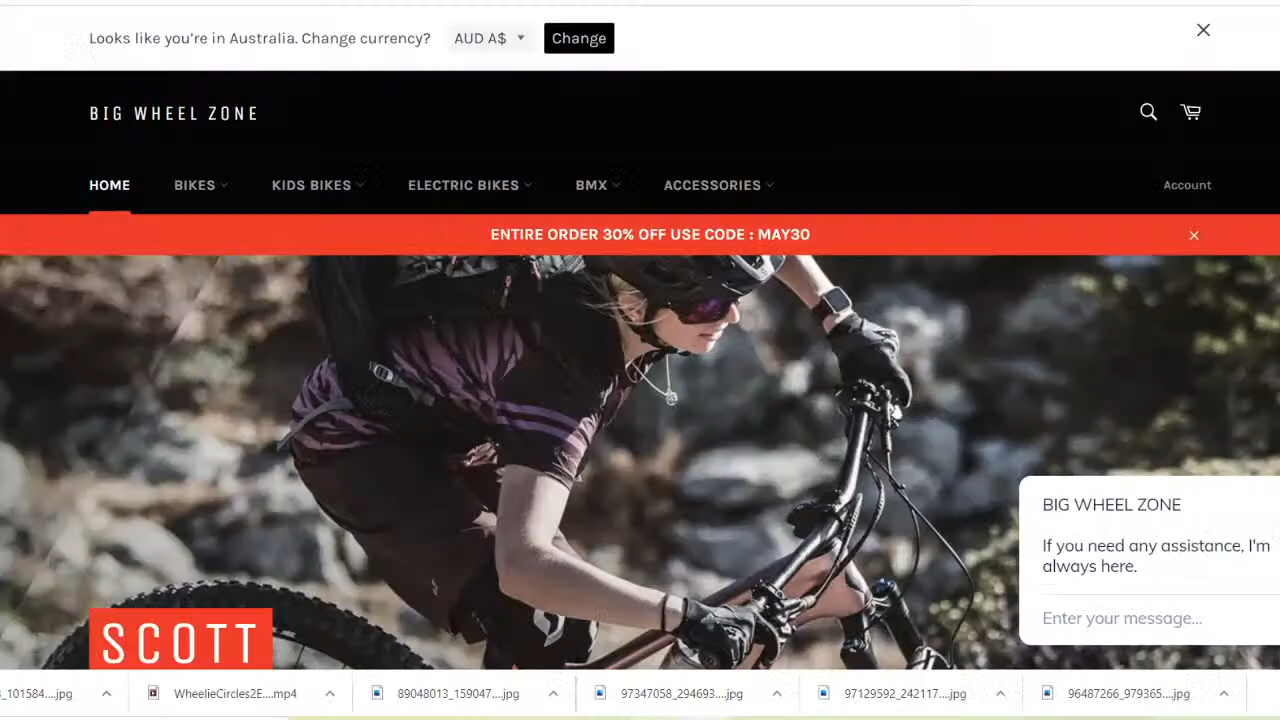 Looks like you're in Australia. Change currency? AUD A$ Change
BIG WHEEL ZONE
HOME BIKES KIDS BIKES ELECTRIC BIKES BMX ACCESSORIES Account
ENTIRE ORDER 30% OFF USE CODE : MAY30
BIG WHEEL ZONE
If you need any assistance, I'm
always here.
Enter your message...
SCOTT
_101584....jpg WheelieCircles2E....mp4 89048013_159047....jpg 97347058_294693....jpg 97129592_242117....jpg 96487266_979365....jpg